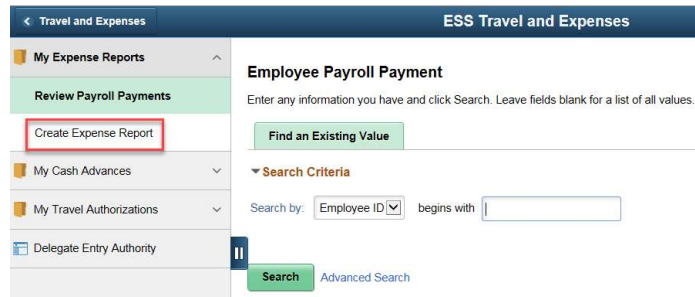 Travel and Expenses
ESS Travel and Expenses
My Expense Reports
Review Payroll Payments
Create Expense Report
My Cash Advances
My Travel Authorizations
Delegate Entry Authority
Employee Payroll Payment
Enter any information you have and click Search. Leave fields blank for a list of all values.
Find an Existing Value
Search Criteria
Search by: Employee ID begins with
Search Advanced Search